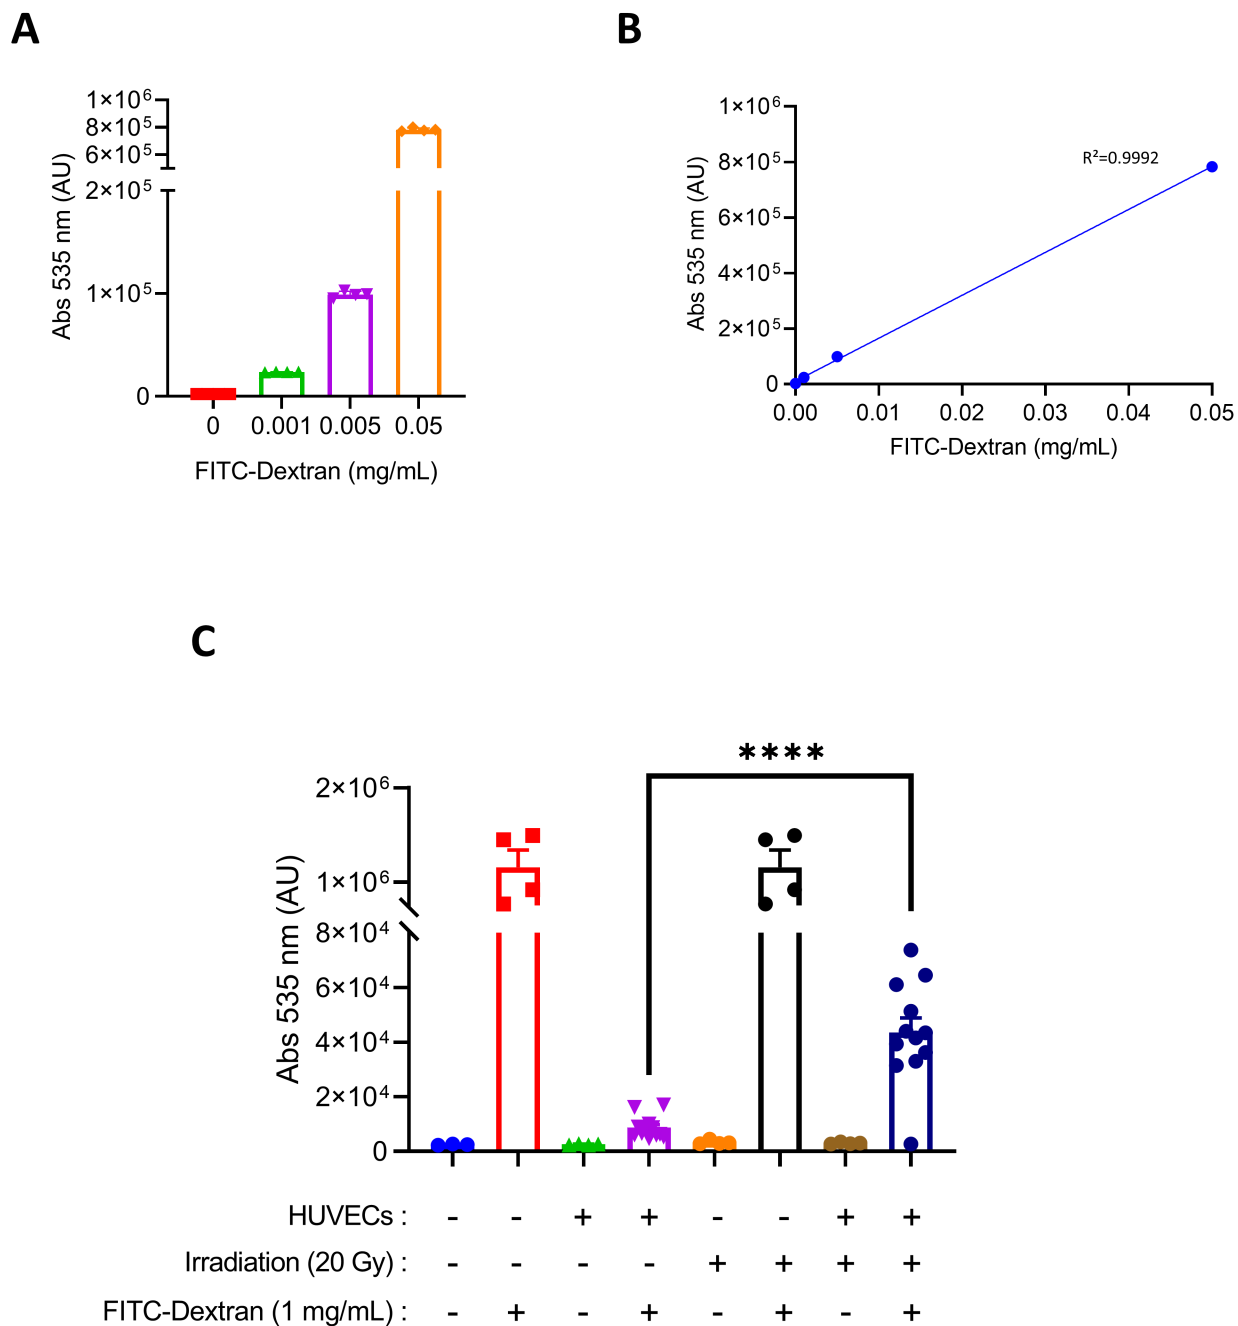 A
1×10⁶
8×10⁵
6×10⁵
2×10⁵
1×10⁵
0
Abs 535 nm (AU)
0 0.001 0.005 0.05
FITC-Dextran (mg/mL)
B
1×10⁶
8×10⁵
6×10⁵
4×10⁵
2×10⁵
0
Abs 535 nm (AU)
R²=0.9992
0.00 0.01 0.02 0.03 0.04 0.05
FITC-Dextran (mg/mL)
C
****
2×10⁶
1×10⁶
8×10⁴
6×10⁴
4×10⁴
2×10⁴
0
Abs 535 nm (AU)
HUVECs : - - + + - - + +
Irradiation (20 Gy) : - - - - + + + +
FITC-Dextran (1 mg/mL) : - + - + - + - +